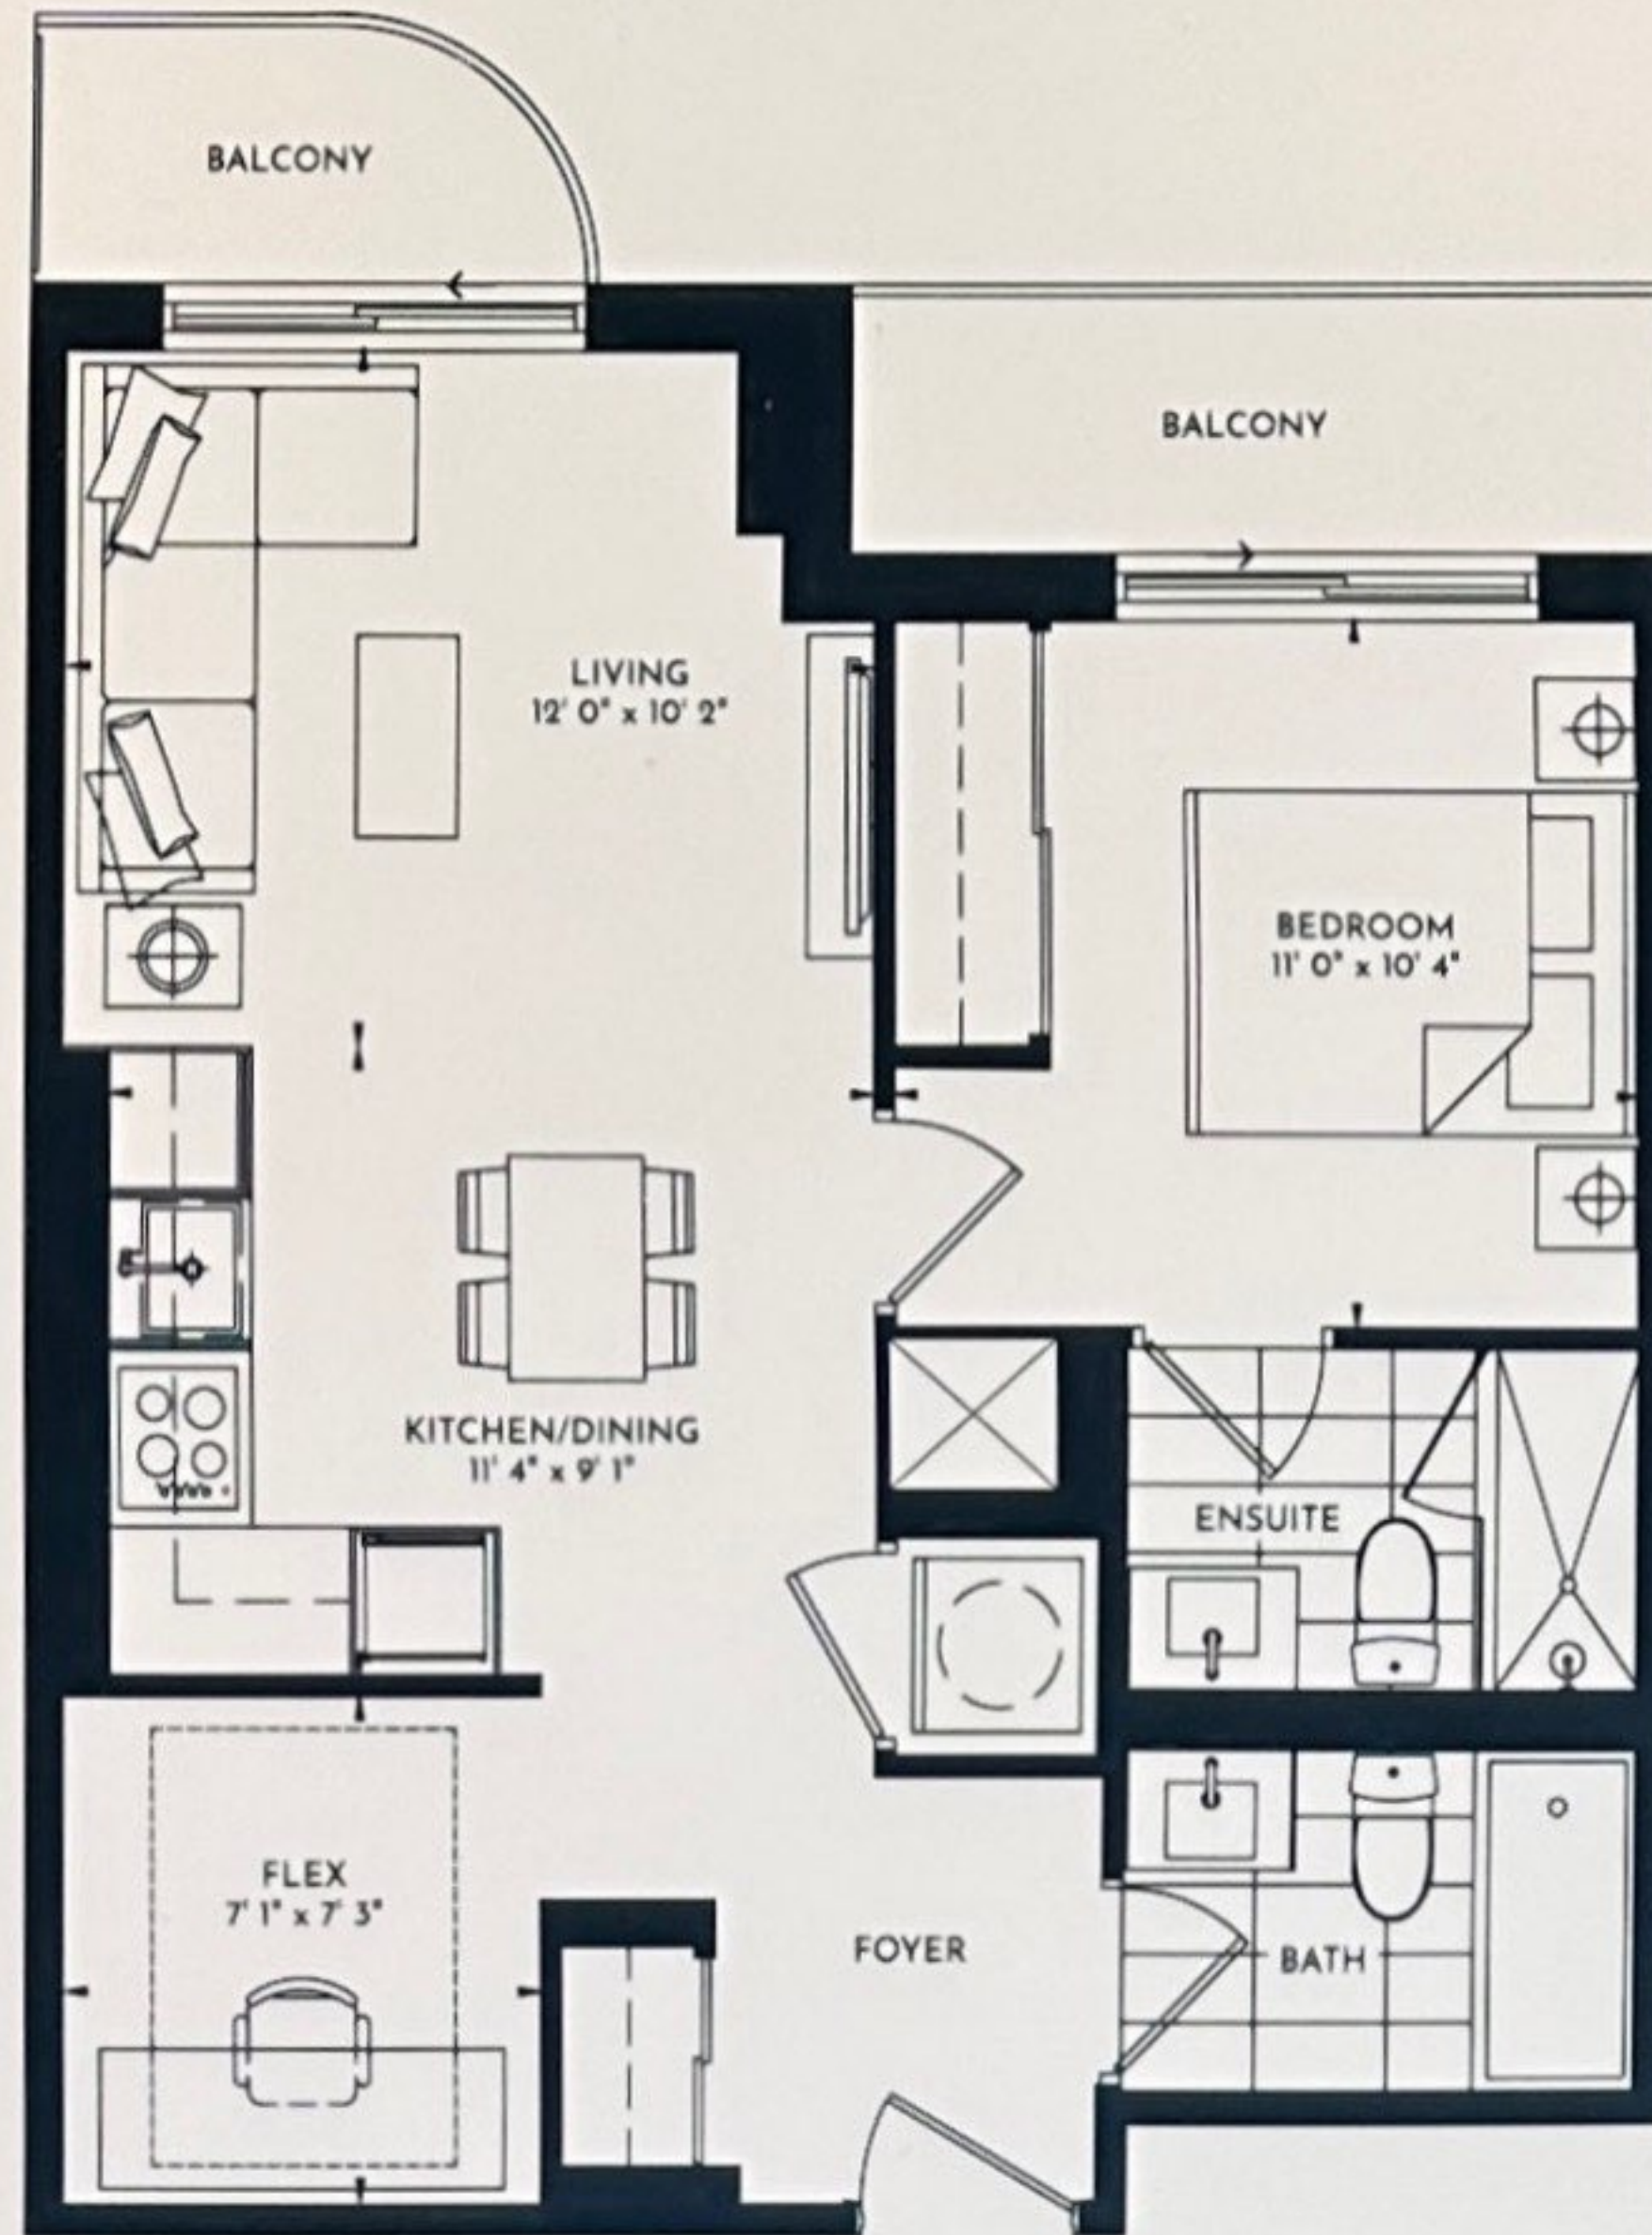 BALCONY
BALCONY
LIVING
12' 0" x 10' 2"
BEDROOM
11' 0" x 10' 4"
KITCHEN/DINING
11' 4" x 9' 1"
ENSUITE
FLEX
7' 1" x 7' 3"
FOYER
BATH